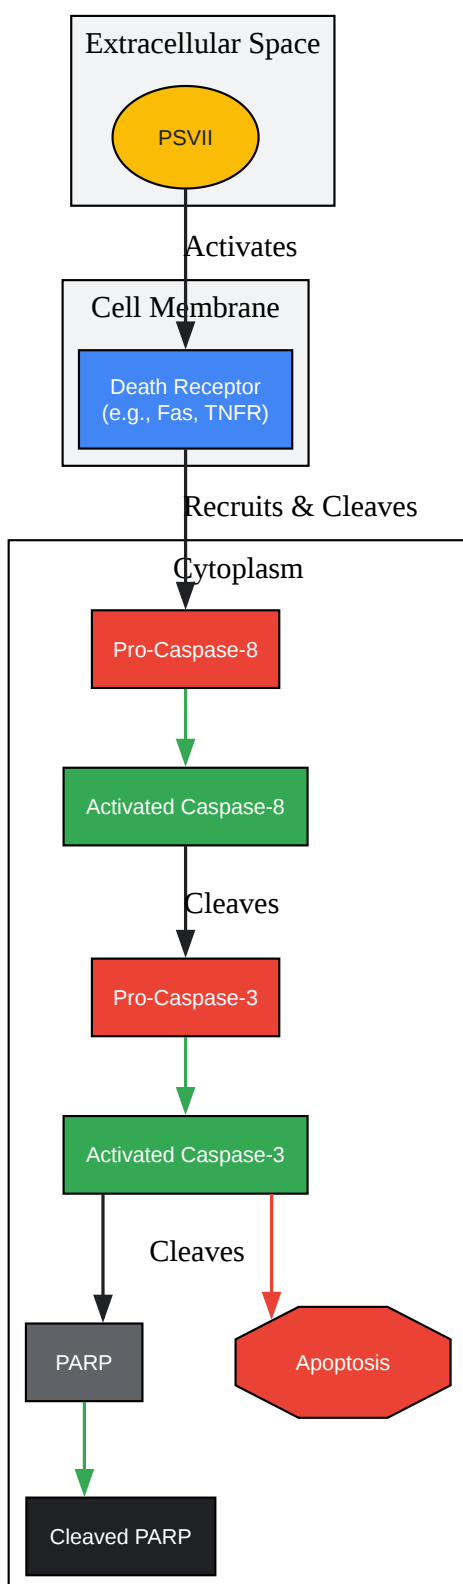 Extracellular Space
PSVII
Activates
Cell Membrane
Death Receptor
(e.g., Fas, TNFR)
Recruits & Cleaves
Cytoplasm
Pro-Caspase-8
Activated Caspase-8
Cleaves
Pro-Caspase-3
Activated Caspase-3
Cleaves
PARP
Apoptosis
Cleaved PARP